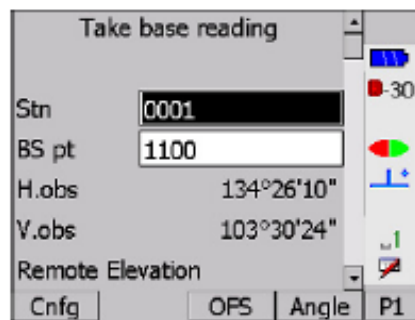 Take base reading
-30
Stn 0001
BS pt 1100
H.obs 134°26'10"
V.obs 103°30'24"
Remote Elevation
1
Cnfg OFS Angle P1